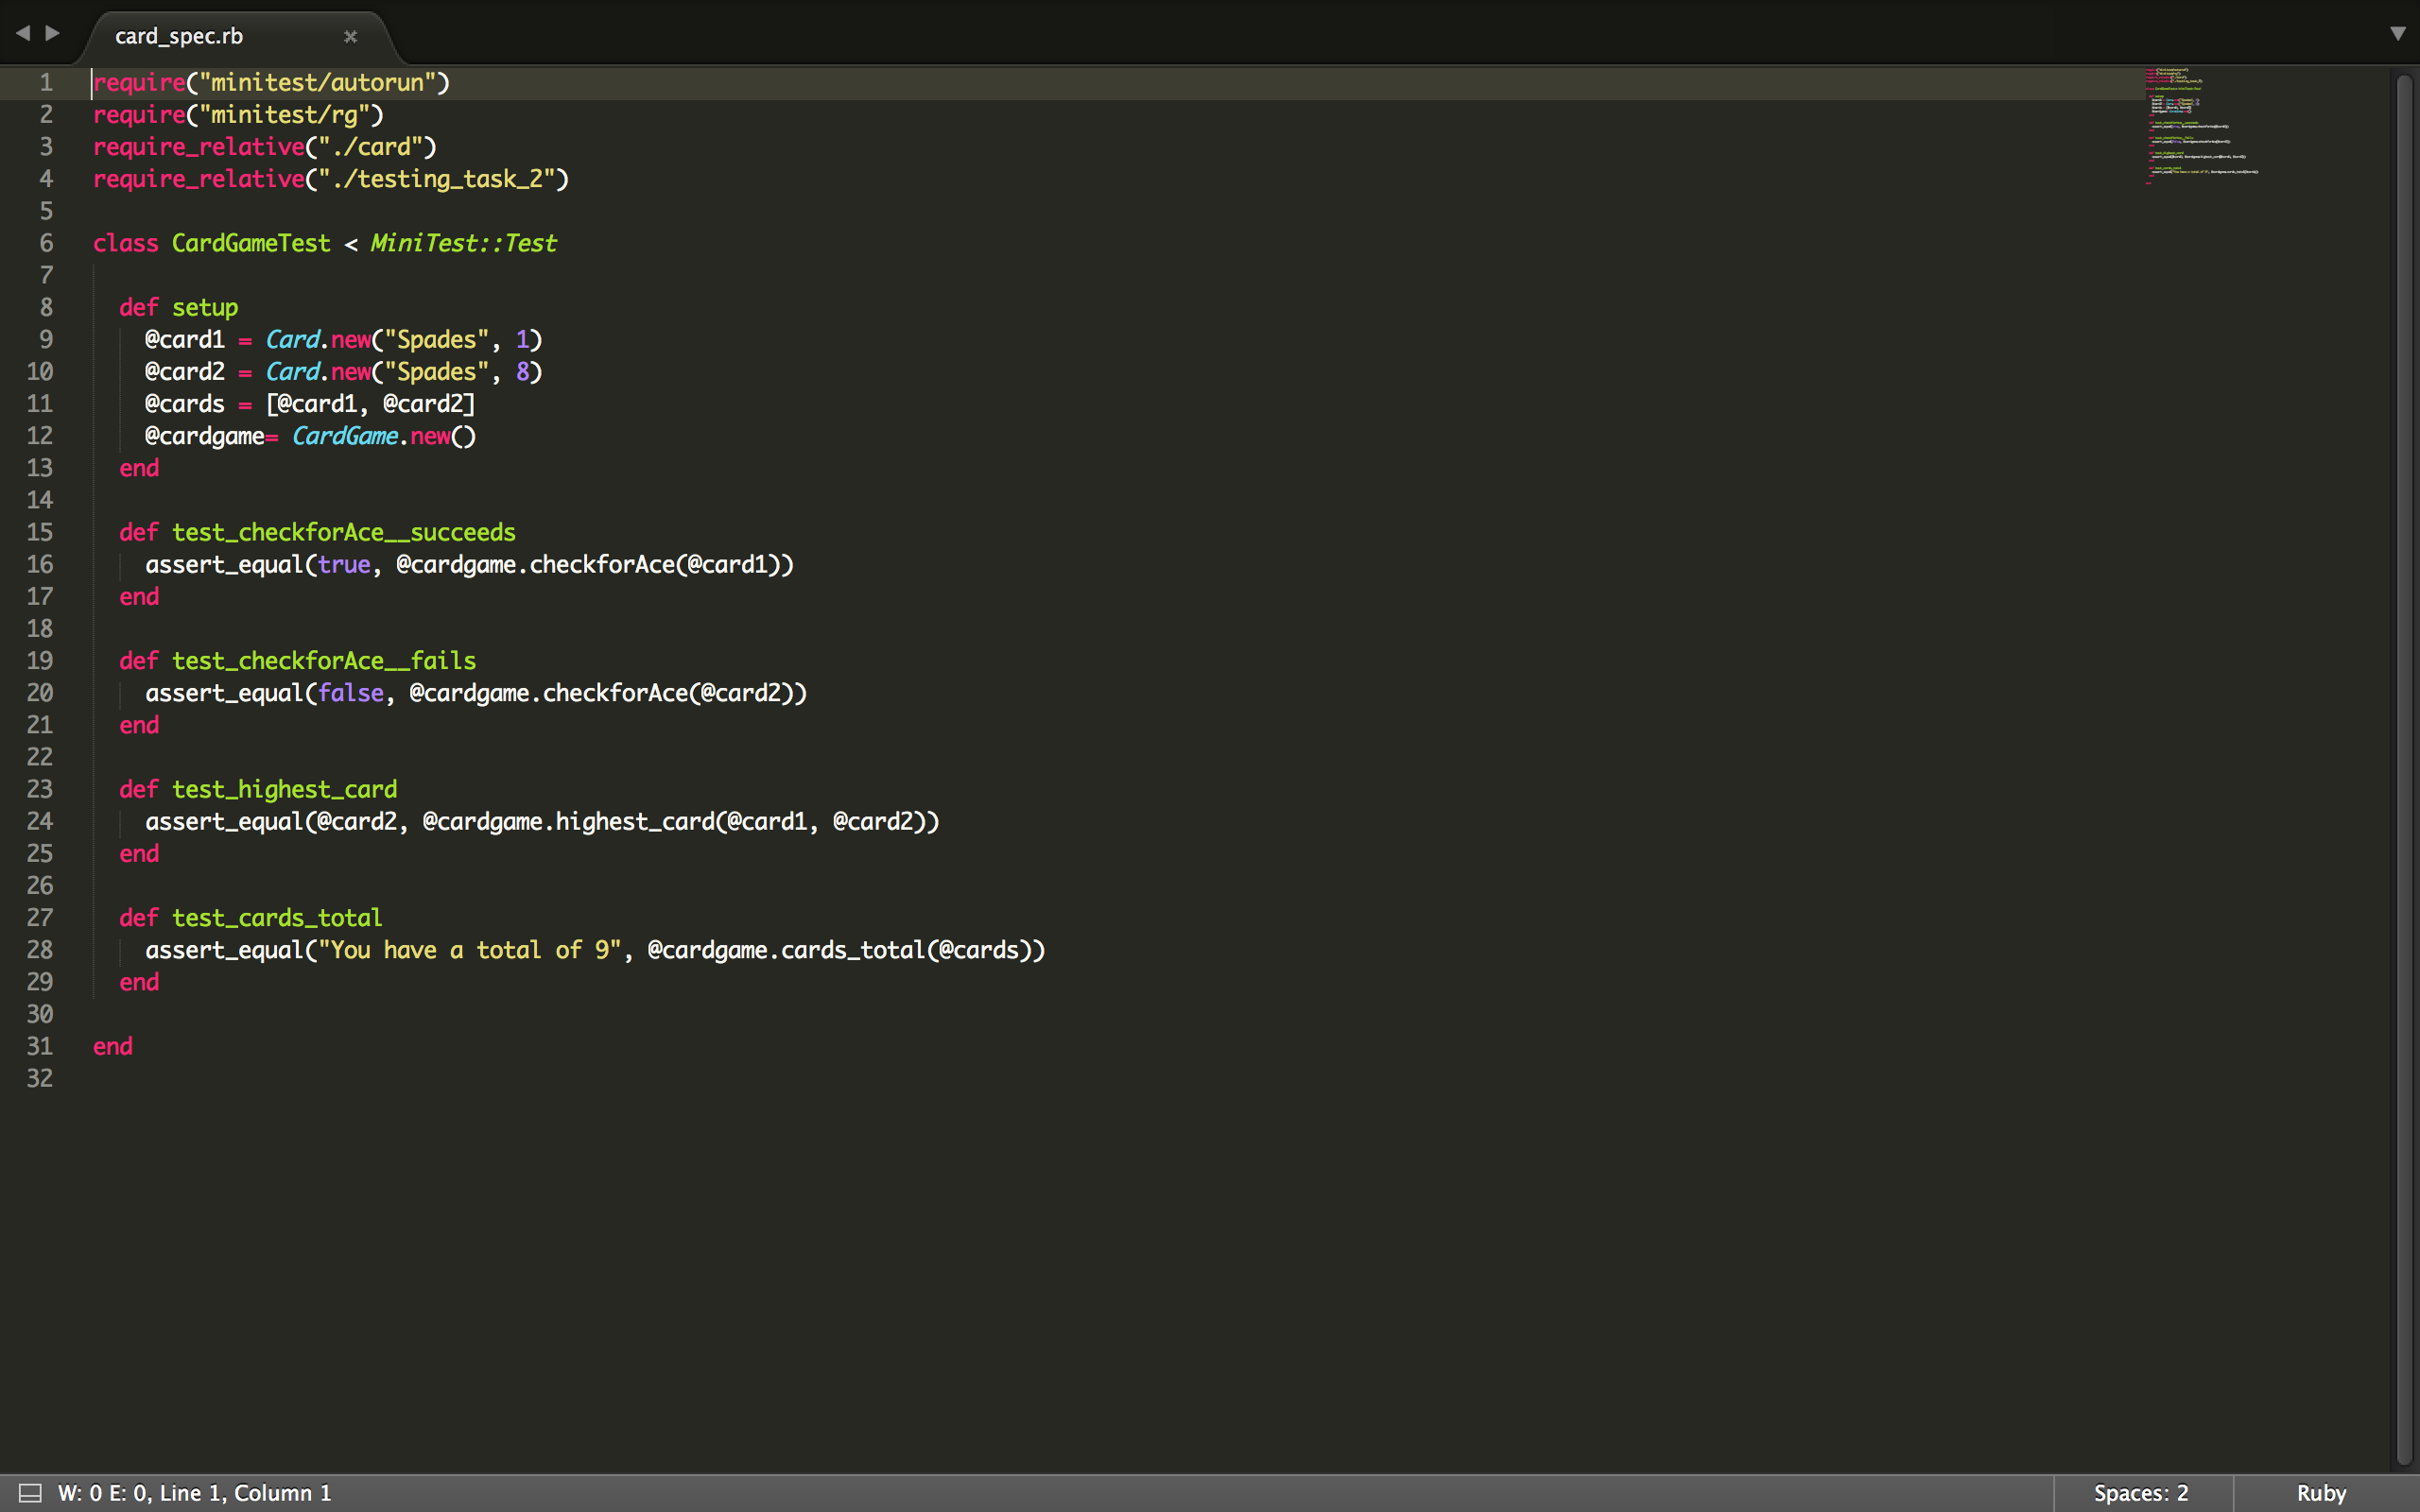 card_spec.rb
1 require("minitest/autorun")
2 require("minitest/rg")
3 require_relative("./card")
4 require_relative("./testing_task_2")
5
6 class CardGameTest < MiniTest::Test
7
8   def setup
9     @card1 = Card.new("Spades", 1)
10     @card2 = Card.new("Spades", 8)
11     @cards = [@card1, @card2]
12     @cardgame= CardGame.new()
13   end
14
15   def test_checkforAce__succeeds
16     assert_equal(true, @cardgame.checkforAce(@card1))
17   end
18
19   def test_checkforAce__fails
20     assert_equal(false, @cardgame.checkforAce(@card2))
21   end
22
23   def test_highest_card
24     assert_equal(@card2, @cardgame.highest_card(@card1, @card2))
25   end
26
27   def test_cards_total
28     assert_equal("You have a total of 9", @cardgame.cards_total(@cards))
29   end
30
31 end
32
W: 0 E: 0, Line 1, Column 1
Spaces: 2
Ruby